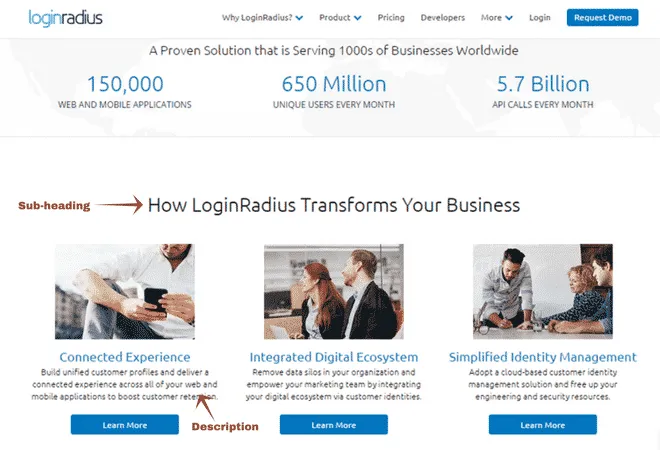 loginradius
Why LoginRadius? Product Pricing Developers More Login Request Demo
A Proven Solution that is Serving 1000s of Businesses Worldwide
150,000
WEB AND MOBILE APPLICATIONS
650 Million
UNIQUE USERS EVERY MONTH
5.7 Billion
API CALLS EVERY MONTH
Sub-heading
How LoginRadius Transforms Your Business
Connected Experience
Build unified customer profiles and deliver a
connected experience across all of your web and
mobile applications to boost customer retention.
Learn More
Description
Integrated Digital Ecosystem
Remove data silos in your organization and
empower your marketing team by integrating
your digital ecosystem via customer identities.
Learn More
Simplified Identity Management
Adopt a cloud-based customer identity
management solution and free up your
engineering and security resources.
Learn More